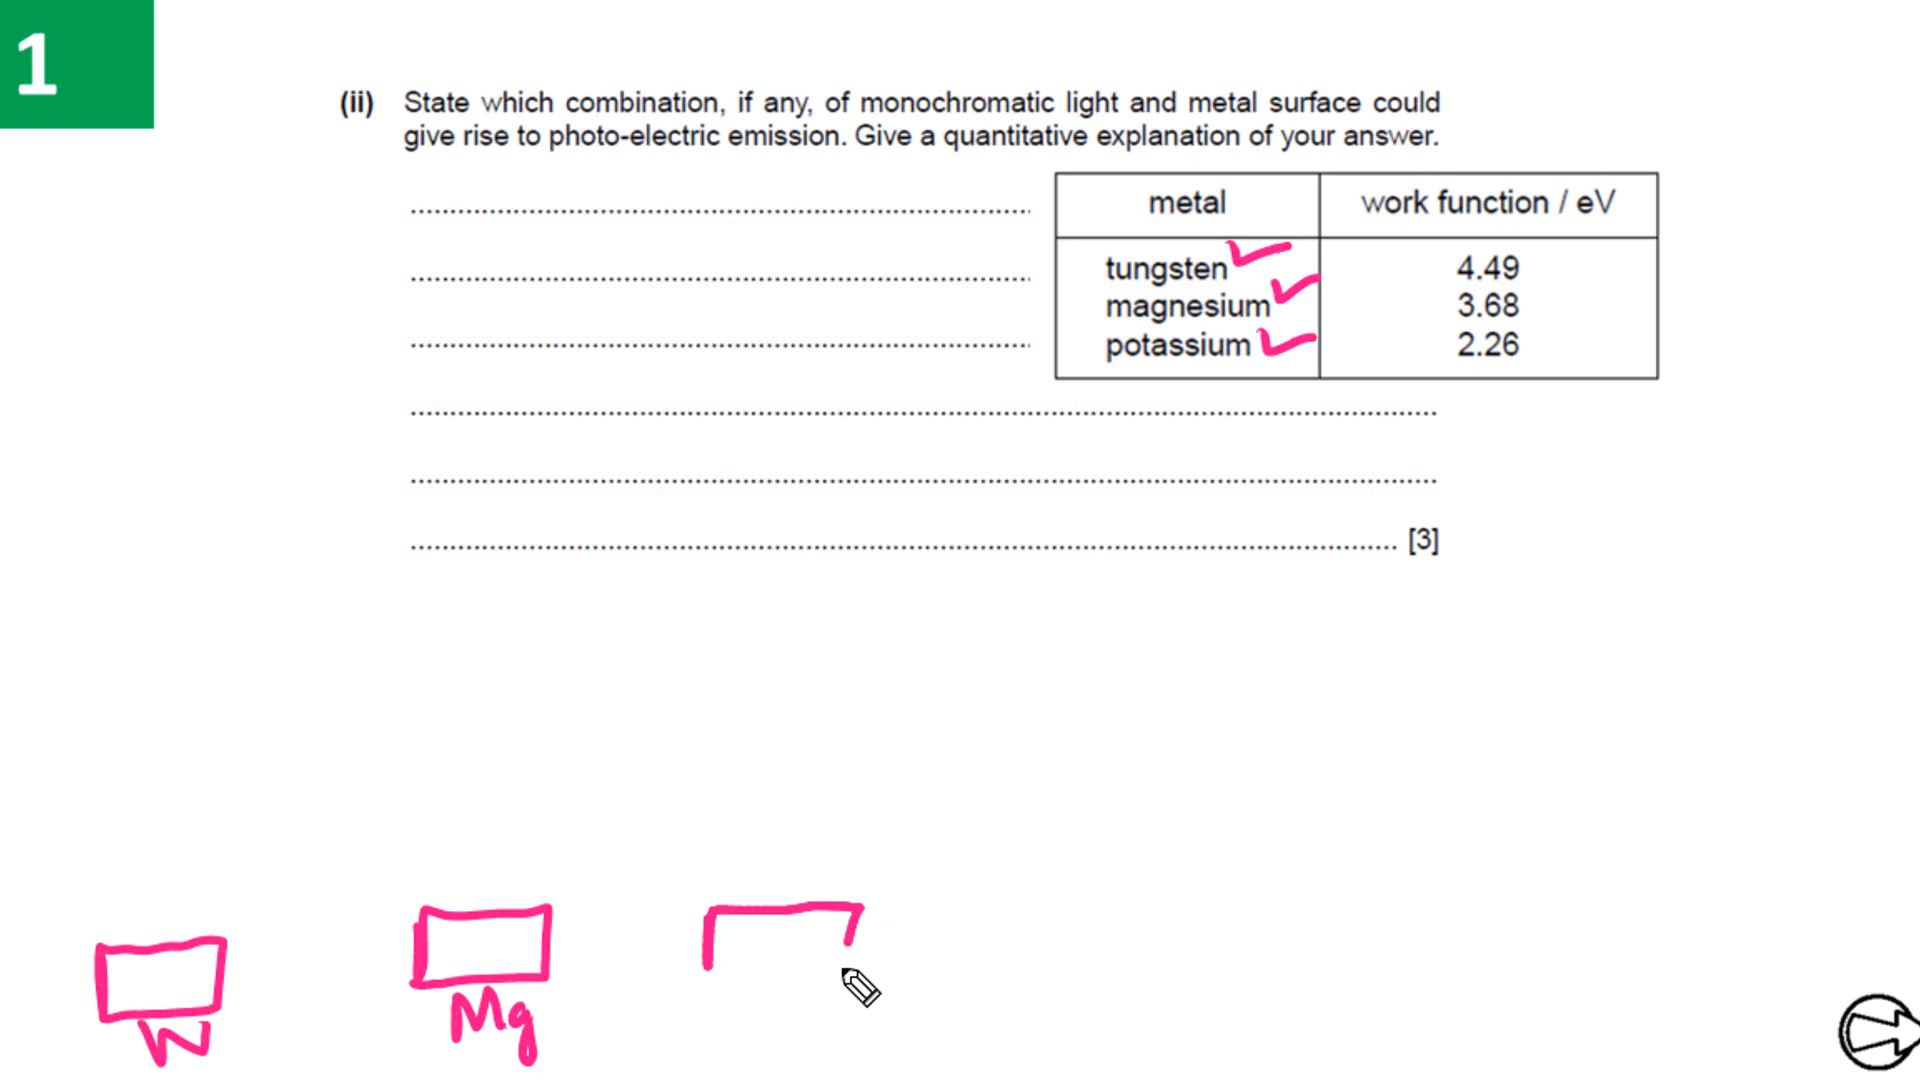 1
(ii) State which combination, if any, of monochromatic light and metal surface could
give rise to photo-electric emission. Give a quantitative explanation of your answer.
metal work function / eV
tungsten 4.49
magnesium 3.68
potassium 2.26
[3]
W Mg